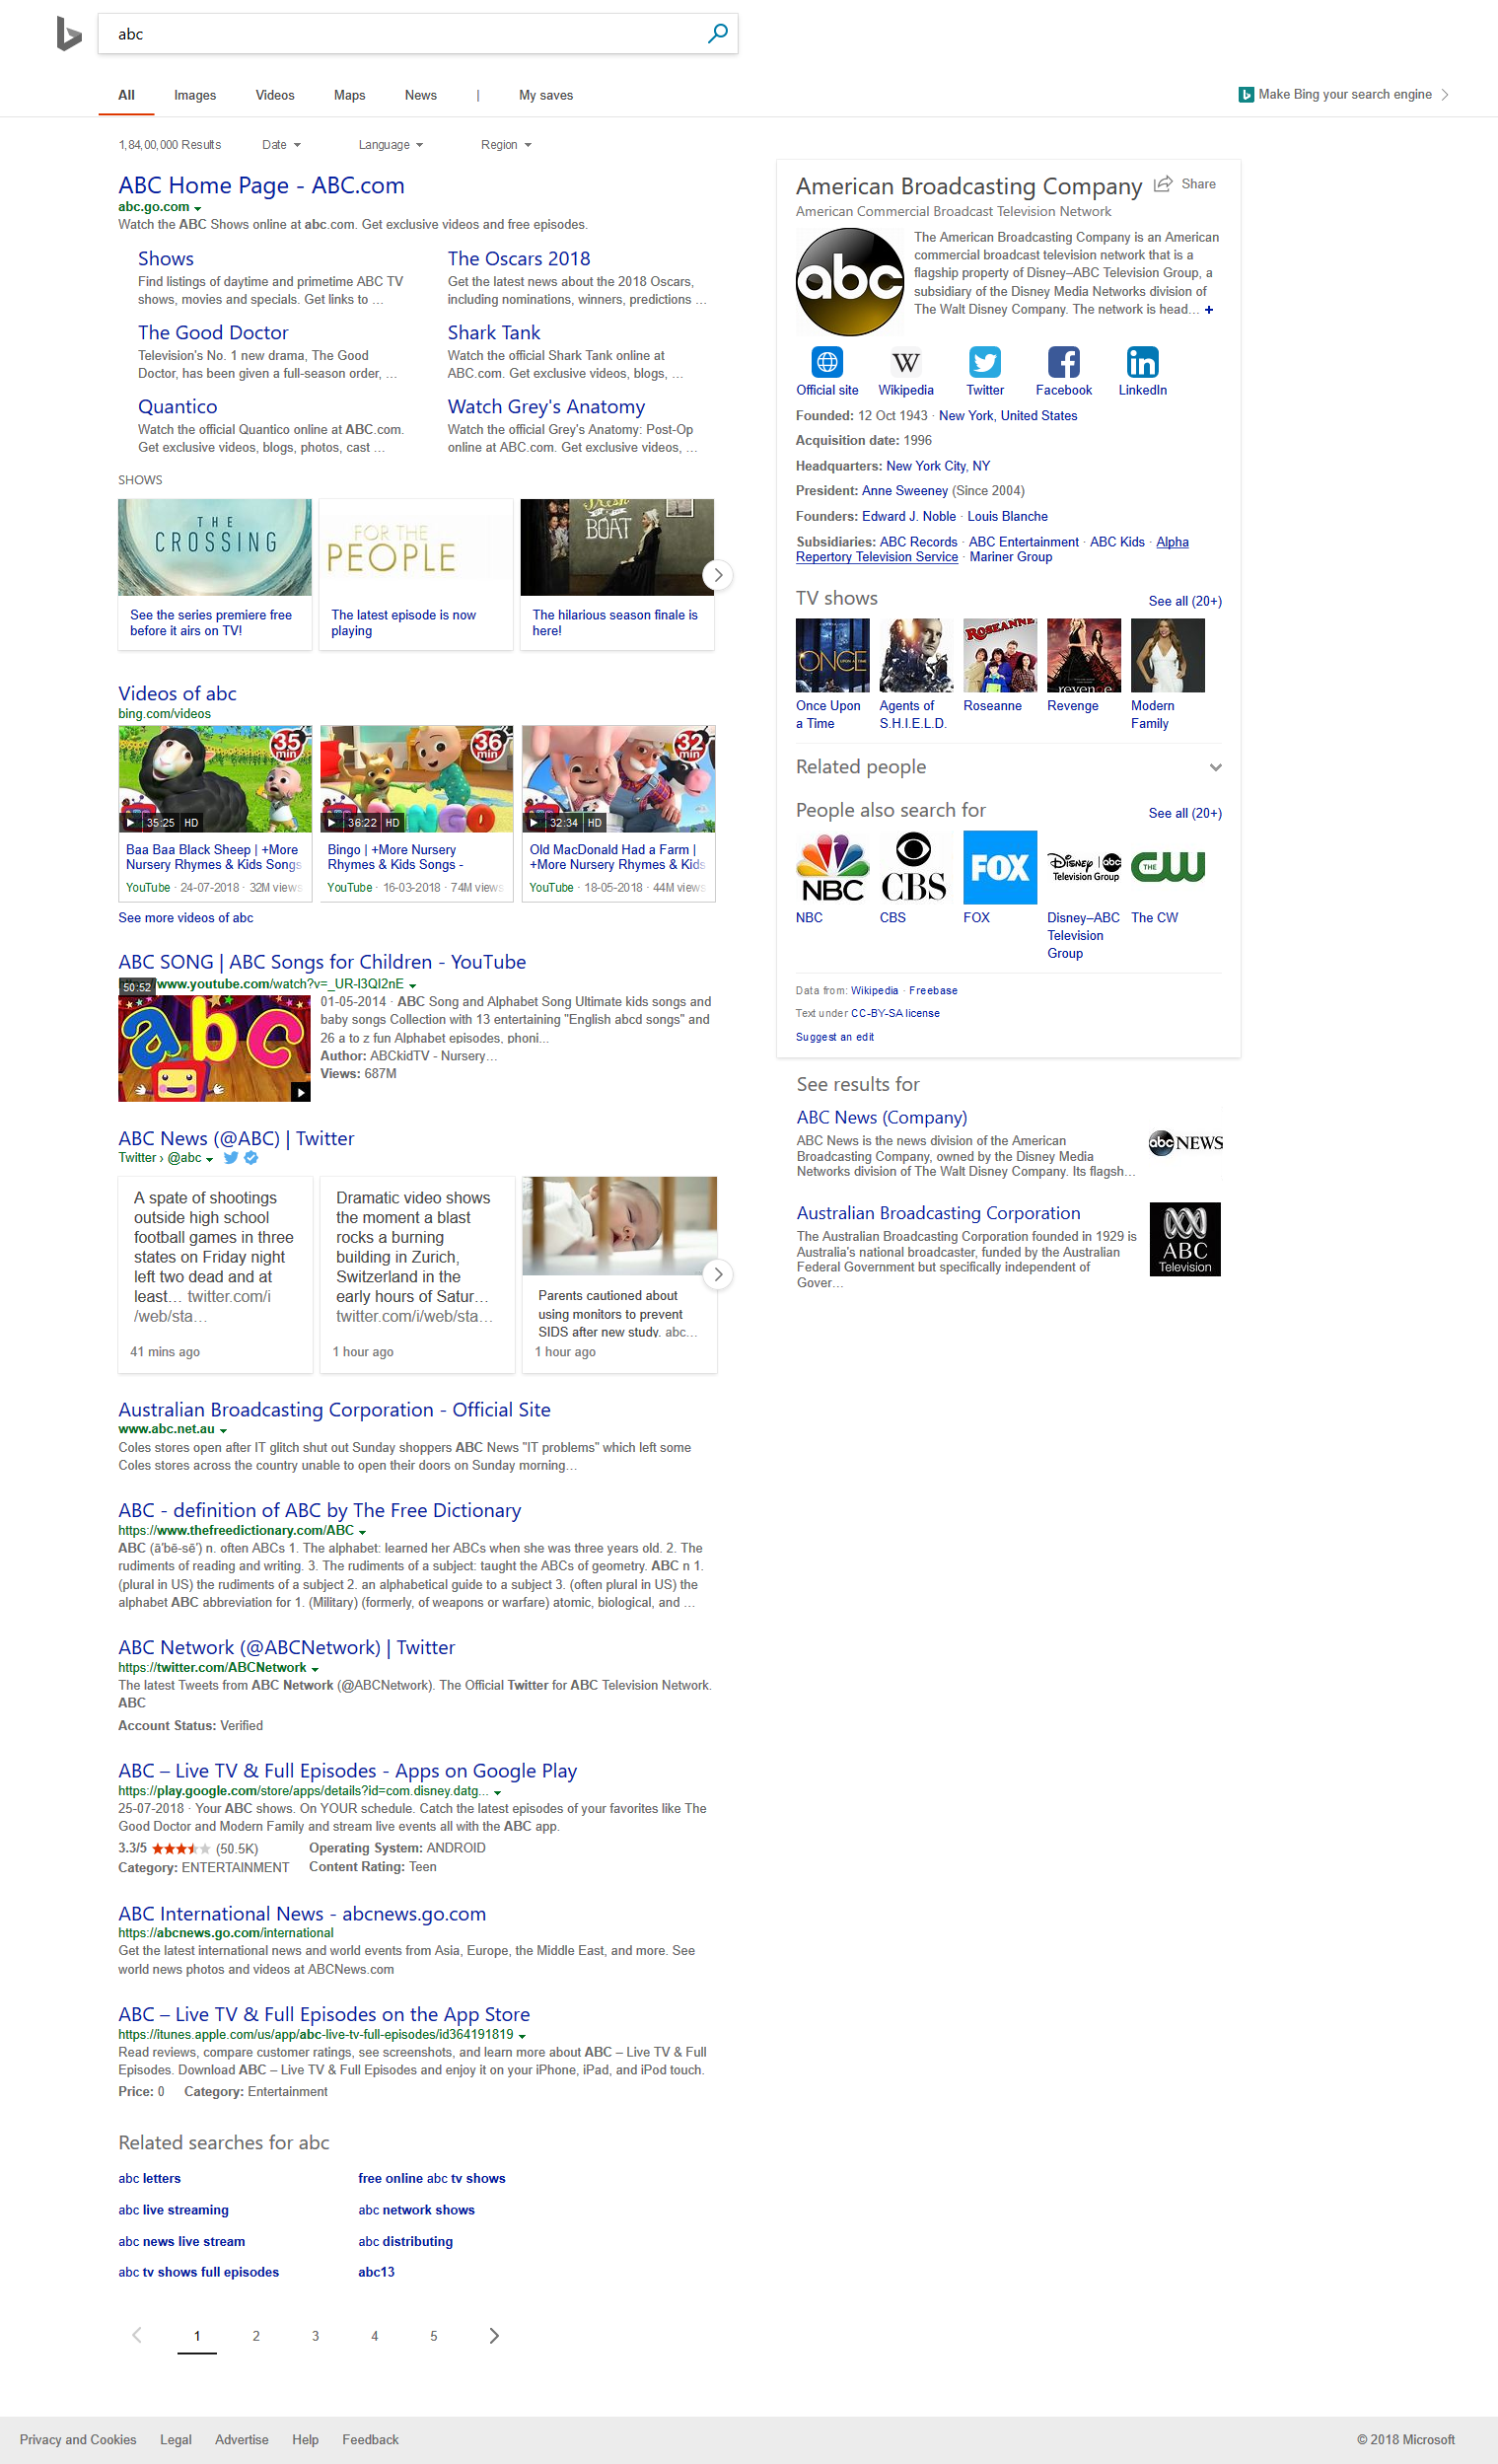 abc
All Images Videos Maps News | My saves
Make Bing your search engine
1,84,00,000 Results Date Language Region
ABC Home Page - ABC.com
abc.go.com
Watch the ABC Shows online at abc.com. Get exclusive videos and free episodes.
Shows
Find listings of daytime and primetime ABC TV
shows, movies and specials. Get links to ...
The Oscars 2018
Get the latest news about the 2018 Oscars,
including nominations, winners, predictions ...
The Good Doctor
Television's No. 1 new drama, The Good
Doctor, has been given a full-season order, ...
Shark Tank
Watch the official Shark Tank online at
ABC.com. Get exclusive videos, blogs, ...
Quantico
Watch the official Quantico online at ABC.com.
Get exclusive videos, blogs, photos, cast ...
Watch Grey's Anatomy
Watch the official Grey's Anatomy: Post-Op
online at ABC.com. Get exclusive videos, ...
SHOWS
THE
CROSSING
See the series premiere free
before it airs on TV!
FOR THE
PEOPLE
The latest episode is now
playing
Fresh
BOAT
The hilarious season finale is
here!
Videos of abc
bing.com/videos
35
min
35:25 HD
Baa Baa Black Sheep | +More
Nursery Rhymes & Kids Songs
YouTube · 24-07-2018 · 32M views
36
min
36:22 HD
Bingo | +More Nursery
Rhymes & Kids Songs -
YouTube · 16-03-2018 · 74M views
32
min
32:34 HD
Old MacDonald Had a Farm |
+More Nursery Rhymes & Kids
YouTube · 18-05-2018 · 44M views
See more videos of abc
ABC SONG | ABC Songs for Children - YouTube
www.youtube.com/watch?v=_UR-l3QI2nE
50:52
abc
01-05-2014 · ABC Song and Alphabet Song Ultimate kids songs and
baby songs Collection with 13 entertaining "English abcd songs" and
26 a to z fun Alphabet episodes, phoni...
Author: ABCkidTV - Nursery...
Views: 687M
ABC News (@ABC) | Twitter
Twitter › @abc
A spate of shootings
outside high school
football games in three
states on Friday night
left two dead and at
least... twitter.com/i
/web/sta...
41 mins ago
Dramatic video shows
the moment a blast
rocks a burning
building in Zurich,
Switzerland in the
early hours of Satur...
twitter.com/i/web/sta...
1 hour ago
Parents cautioned about
using monitors to prevent
SIDS after new study. abc...
1 hour ago
Australian Broadcasting Corporation - Official Site
www.abc.net.au
Coles stores open after IT glitch shut out Sunday shoppers ABC News "IT problems" which left some
Coles stores across the country unable to open their doors on Sunday morning...
ABC - definition of ABC by The Free Dictionary
https://www.thefreedictionary.com/ABC
ABC (ā′bē-sē′) n. often ABCs 1. The alphabet: learned her ABCs when she was three years old. 2. The
rudiments of reading and writing. 3. The rudiments of a subject: taught the ABCs of geometry. ABC n 1.
(plural in US) the rudiments of a subject 2. an alphabetical guide to a subject 3. (often plural in US) the
alphabet ABC abbreviation for 1. (Military) (formerly, of weapons or warfare) atomic, biological, and ...
ABC Network (@ABCNetwork) | Twitter
https://twitter.com/ABCNetwork
The latest Tweets from ABC Network (@ABCNetwork). The Official Twitter for ABC Television Network.
ABC
Account Status: Verified
ABC – Live TV & Full Episodes - Apps on Google Play
https://play.google.com/store/apps/details?id=com.disney.datg...
25-07-2018 · Your ABC shows. On YOUR schedule. Catch the latest episodes of your favorites like The
Good Doctor and Modern Family and stream live events all with the ABC app.
3.3/5 (50.5K) Operating System: ANDROID
Category: ENTERTAINMENT Content Rating: Teen
ABC International News - abcnews.go.com
https://abcnews.go.com/international
Get the latest international news and world events from Asia, Europe, the Middle East, and more. See
world news photos and videos at ABCNews.com
ABC – Live TV & Full Episodes on the App Store
https://itunes.apple.com/us/app/abc-live-tv-full-episodes/id364191819
Read reviews, compare customer ratings, see screenshots, and learn more about ABC – Live TV & Full
Episodes. Download ABC – Live TV & Full Episodes and enjoy it on your iPhone, iPad, and iPod touch.
Price: 0 Category: Entertainment
Related searches for abc
abc letters
abc live streaming
abc news live stream
abc tv shows full episodes
free online abc tv shows
abc network shows
abc distributing
abc13
1 2 3 4 5
American Broadcasting Company Share
American Commercial Broadcast Television Network
abc
The American Broadcasting Company is an American
commercial broadcast television network that is a
flagship property of Disney–ABC Television Group, a
subsidiary of the Disney Media Networks division of
The Walt Disney Company. The network is head... +
W
Official site Wikipedia Twitter Facebook LinkedIn
Founded: 12 Oct 1943 · New York, United States
Acquisition date: 1996
Headquarters: New York City, NY
President: Anne Sweeney (Since 2004)
Founders: Edward J. Noble · Louis Blanche
Subsidiaries: ABC Records · ABC Entertainment · ABC Kids · Alpha
Repertory Television Service · Mariner Group
TV shows See all (20+)
ONCE
UPON A TIME
ROSEANNE
revenge
Once Upon
a Time
Agents of
S.H.I.E.L.D.
Roseanne
Revenge
Modern
Family
Related people
People also search for See all (20+)
NBC
CBS
FOX
Disney abc
Television Group
THE CW
NBC
CBS
FOX
Disney–ABC
Television
Group
The CW
Data from: Wikipedia · Freebase
Text under CC-BY-SA license
Suggest an edit
See results for
ABC News (Company)
ABC News is the news division of the American
Broadcasting Company, owned by the Disney Media
Networks division of The Walt Disney Company. Its flagsh...
abc NEWS
Australian Broadcasting Corporation
The Australian Broadcasting Corporation founded in 1929 is
Australia's national broadcaster, funded by the Australian
Federal Government but specifically independent of
Gover...
ABC
Television
Privacy and Cookies Legal Advertise Help Feedback
© 2018 Microsoft